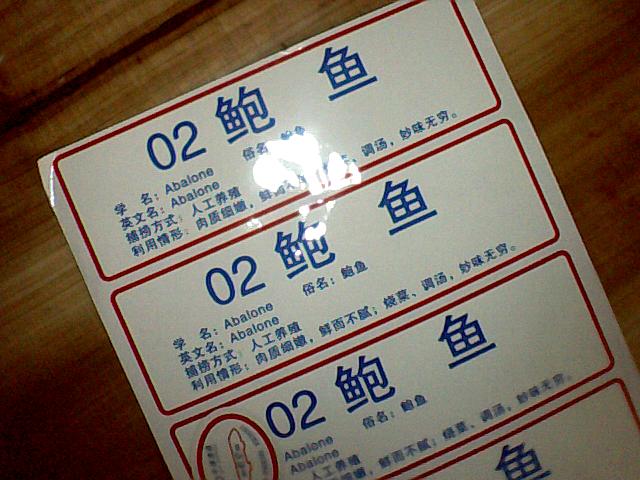 02 鲍 鱼
学 名：Abalone 俗名：鲍鱼
英文名：Abalone
捕捞方式：人工养殖
利用情形：肉质细嫩，鲜 调汤，妙味无穷。
02 鲍 鱼
学 名：Abalone 俗名：鲍鱼
英文名：Abalone
捕捞方式：人工养殖
利用情形：肉质细嫩，鲜而不腻；烧菜、调汤，妙味无穷。
02 鲍 鱼
Abalone 俗名：鲍鱼
Abalone
人工养殖
鲜而不腻；烧菜、调汤，妙味无穷。
鱼